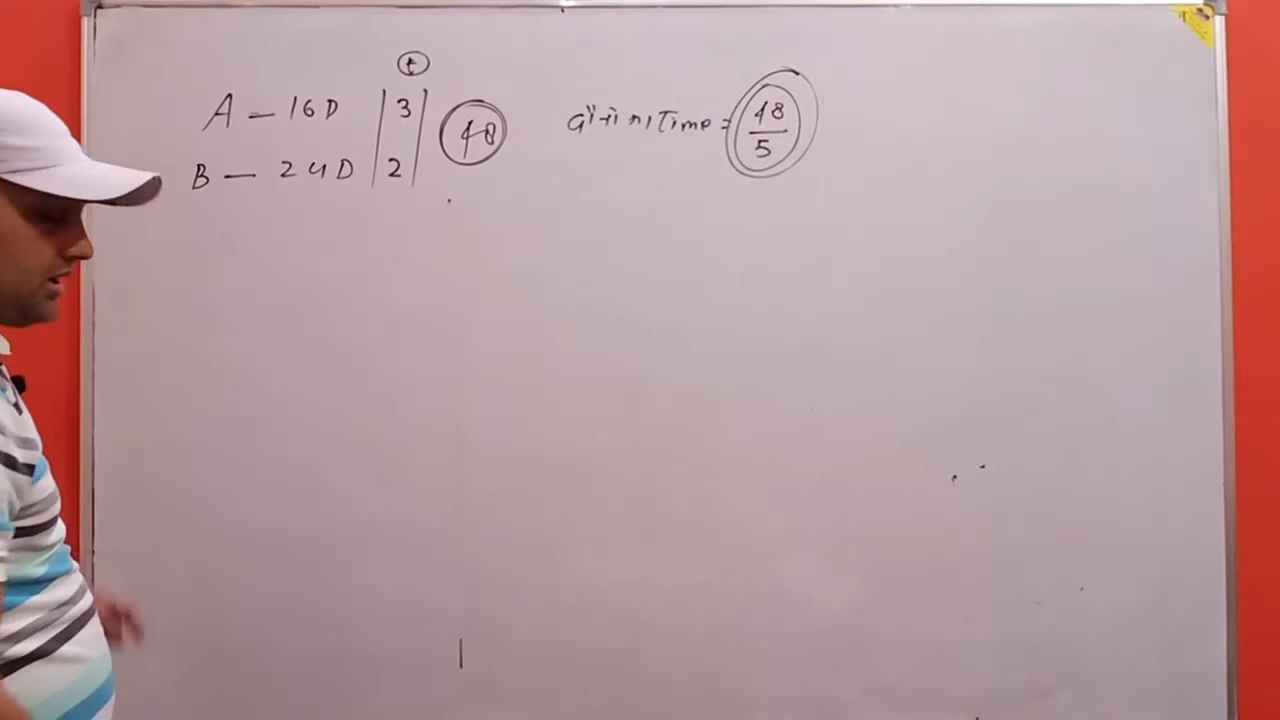 t
A - 16 D | 3 | 48
B - 24 D | 2 |
Time = 48/5